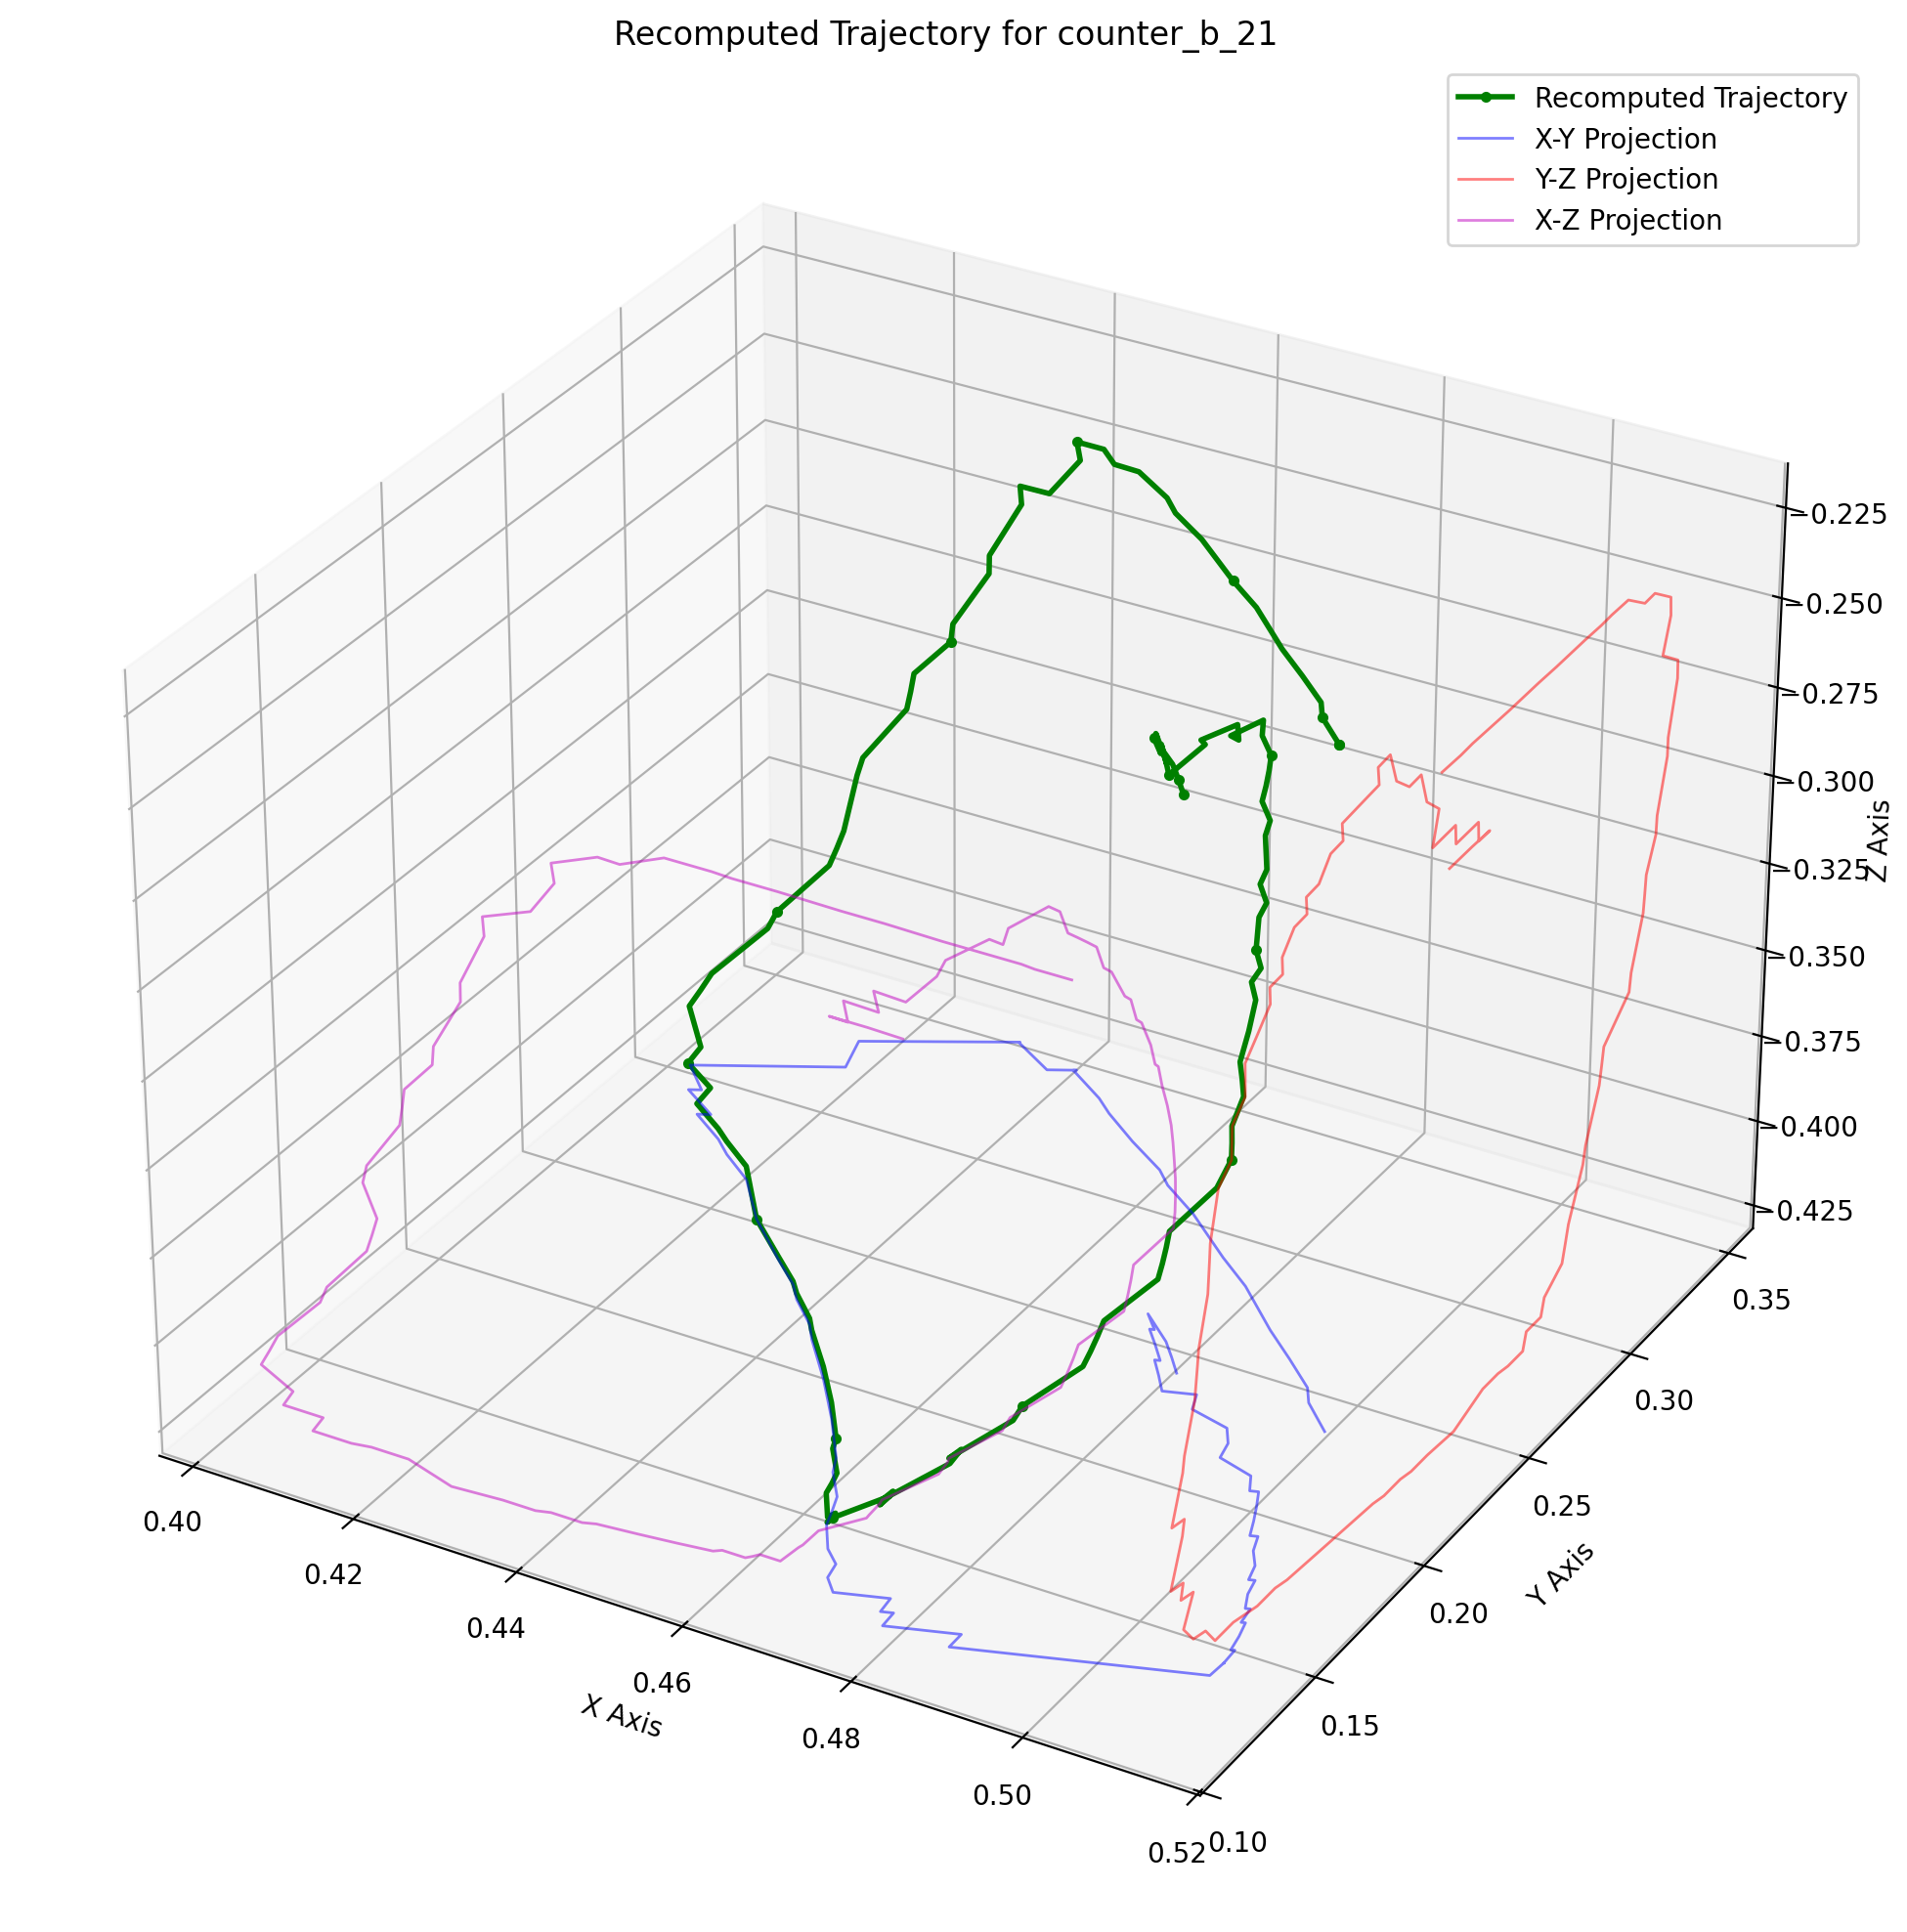 Recomputed Trajectory for counter_b_21
Recomputed Trajectory
X-Y Projection
Y-Z Projection
X-Z Projection
−0.225
−0.250
−0.275
−0.300
−0.325
−0.350
−0.375
−0.400
−0.425
Z Axis
0.35
0.30
0.25
0.20
0.15
0.10
Y Axis
0.40
0.42
0.44
0.46
0.48
0.50
0.52
X Axis